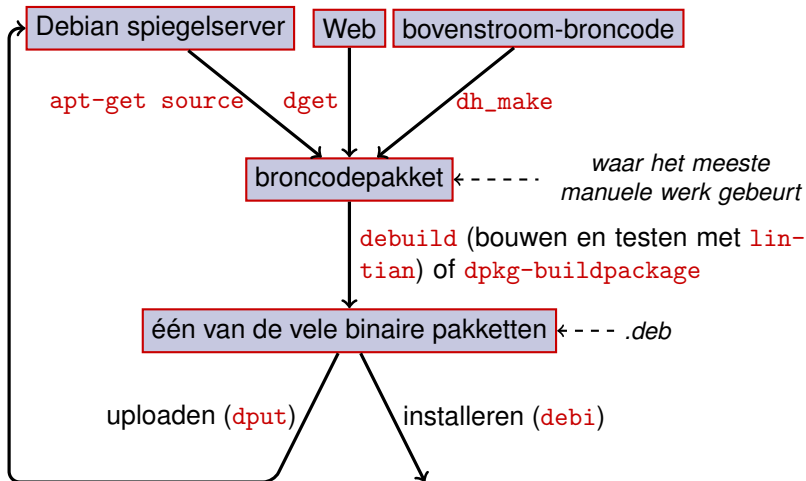 Debian spiegelserver
Web
bovenstroom-broncode
apt-get source
dget
dh_make
broncodepakket
waar het meeste
manuele werk gebeurt
debuild (bouwen en testen met lin-
tian) of dpkg-buildpackage
één van de vele binaire pakketten
.deb
uploaden (dput)
installeren (debi)